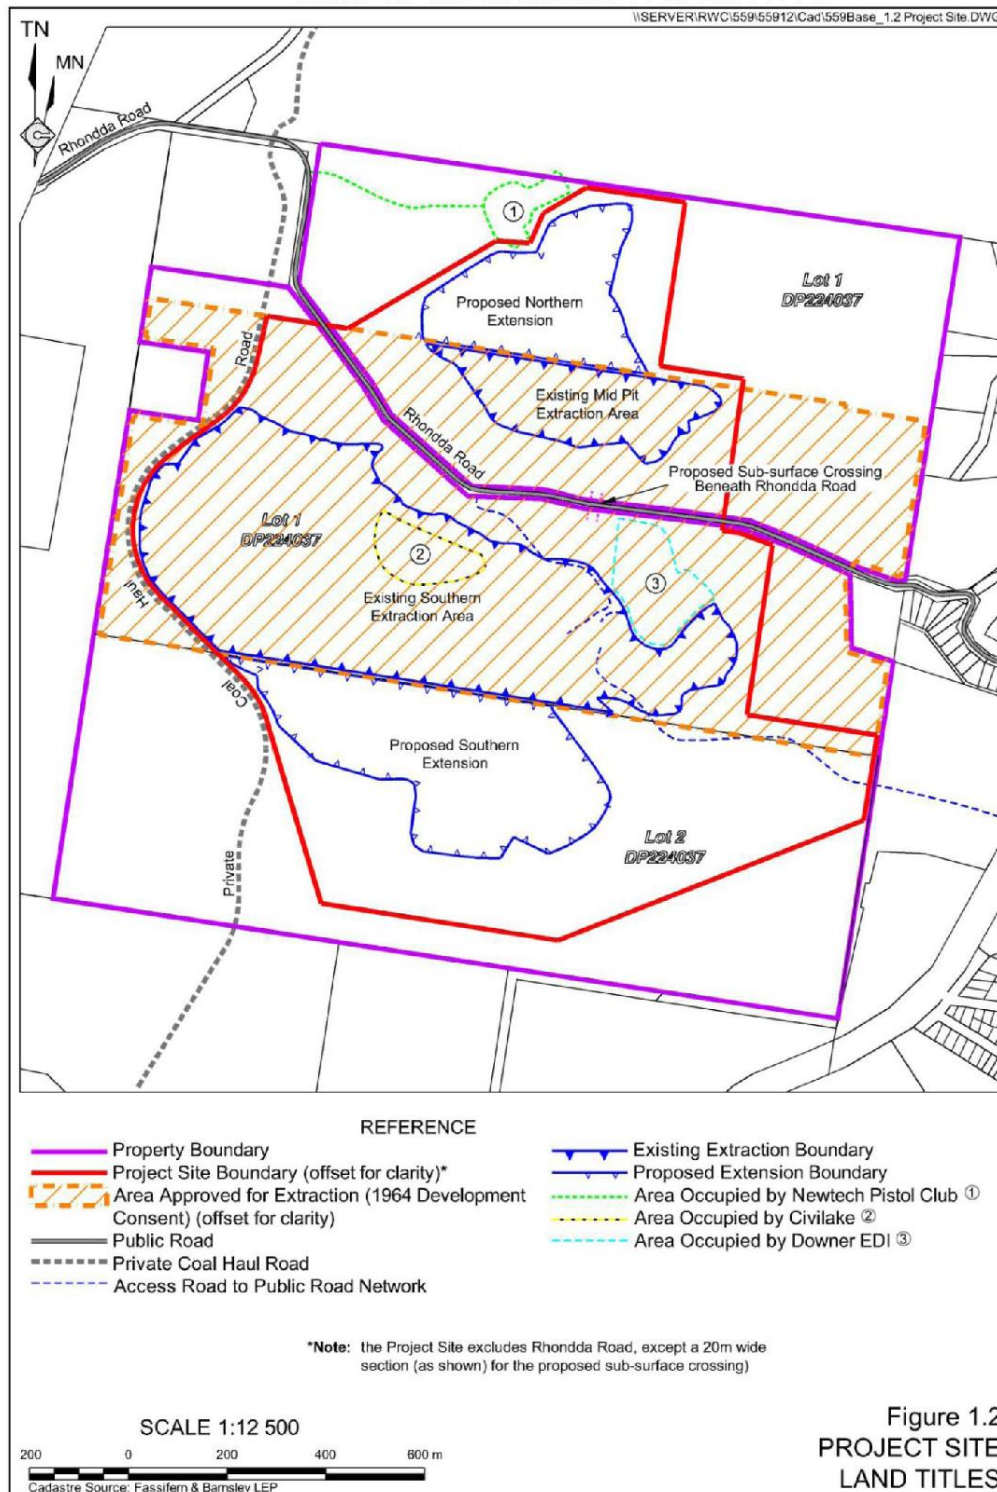 \\SERVER\RWC\559\55912\Cad\559Base_1.2 Project Site.DWG
TN
MN
Rhondda Road
1
Lot 1
DP224037
Proposed Northern
Extension
Road
Existing Mid Pit
Extraction Area
Rhondda Road
Proposed Sub-surface Crossing
Beneath Rhondda Road
Lot 1
DP224037
2
3
Haul
Existing Southern
Extraction Area
Coal
Proposed Southern
Extension
Lot 2
DP224037
Private
REFERENCE
Property Boundary
Project Site Boundary (offset for clarity)*
Area Approved for Extraction (1964 Development
Consent) (offset for clarity)
Public Road
Private Coal Haul Road
Access Road to Public Road Network
Existing Extraction Boundary
Proposed Extension Boundary
Area Occupied by Newtech Pistol Club ①
Area Occupied by Civilake ②
Area Occupied by Downer EDI ③
*Note: the Project Site excludes Rhondda Road, except a 20m wide
section (as shown) for the proposed sub-surface crossing)
SCALE 1:12 500
200 0 200 400 600 m
Cadastre Source: Fassifern & Barnsley LEP
Figure 1.2
PROJECT SITE
LAND TITLES